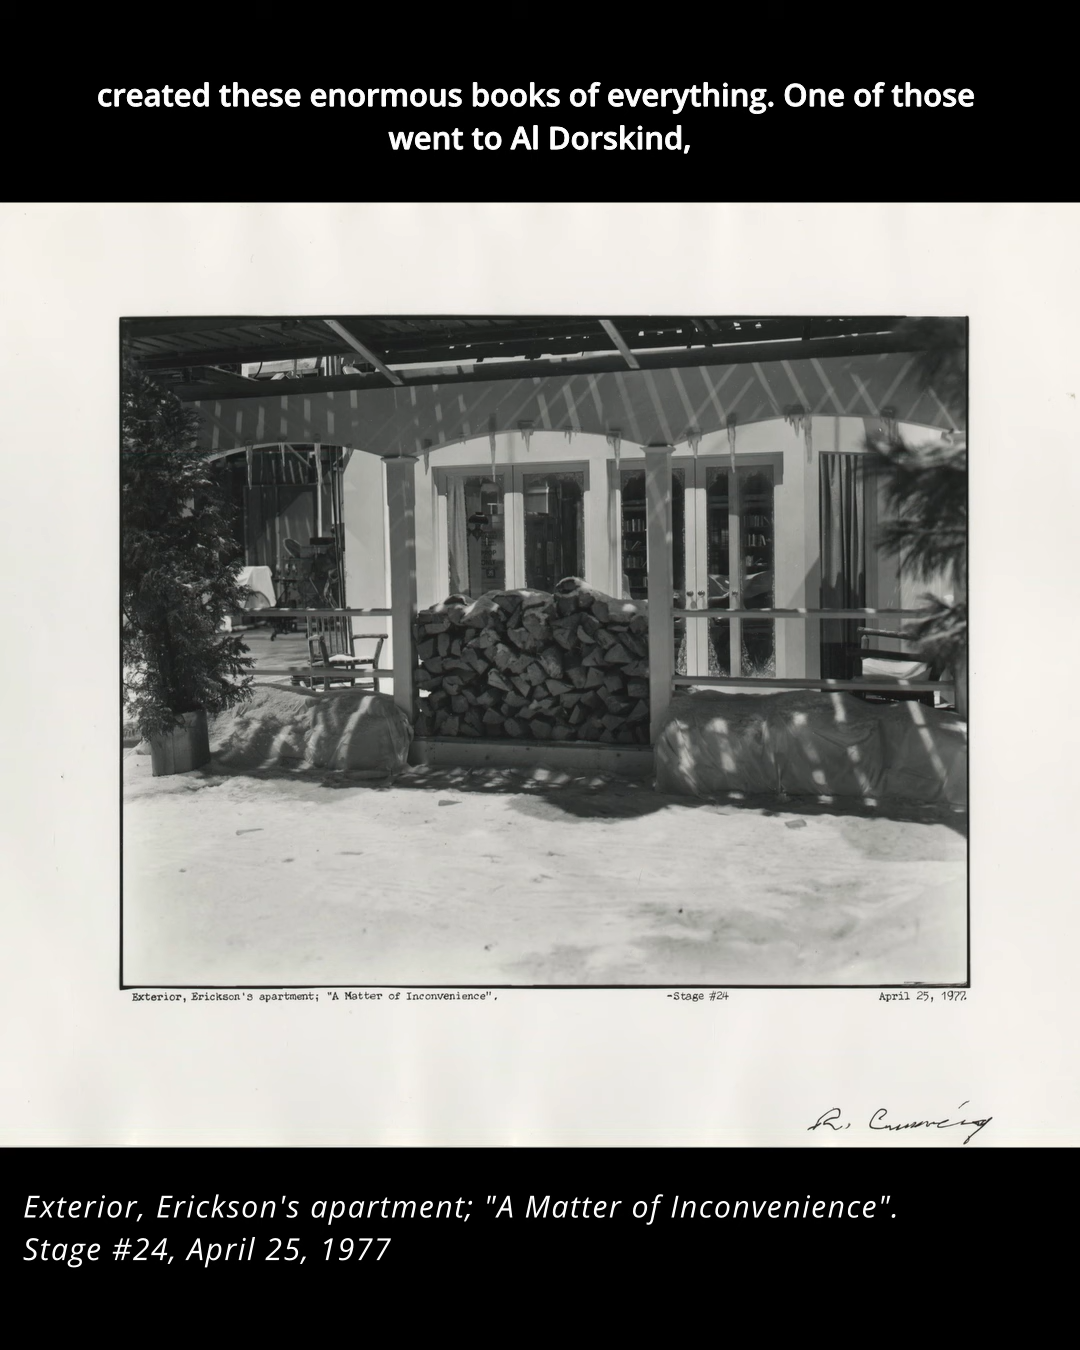 created these enormous books of everything. One of those
went to Al Dorskind,
Exterior, Erickson's apartment; "A Matter of Inconvenience".
-Stage #24
April 25, 1977.
R. Cumming
Exterior, Erickson's apartment; "A Matter of Inconvenience".
Stage #24, April 25, 1977